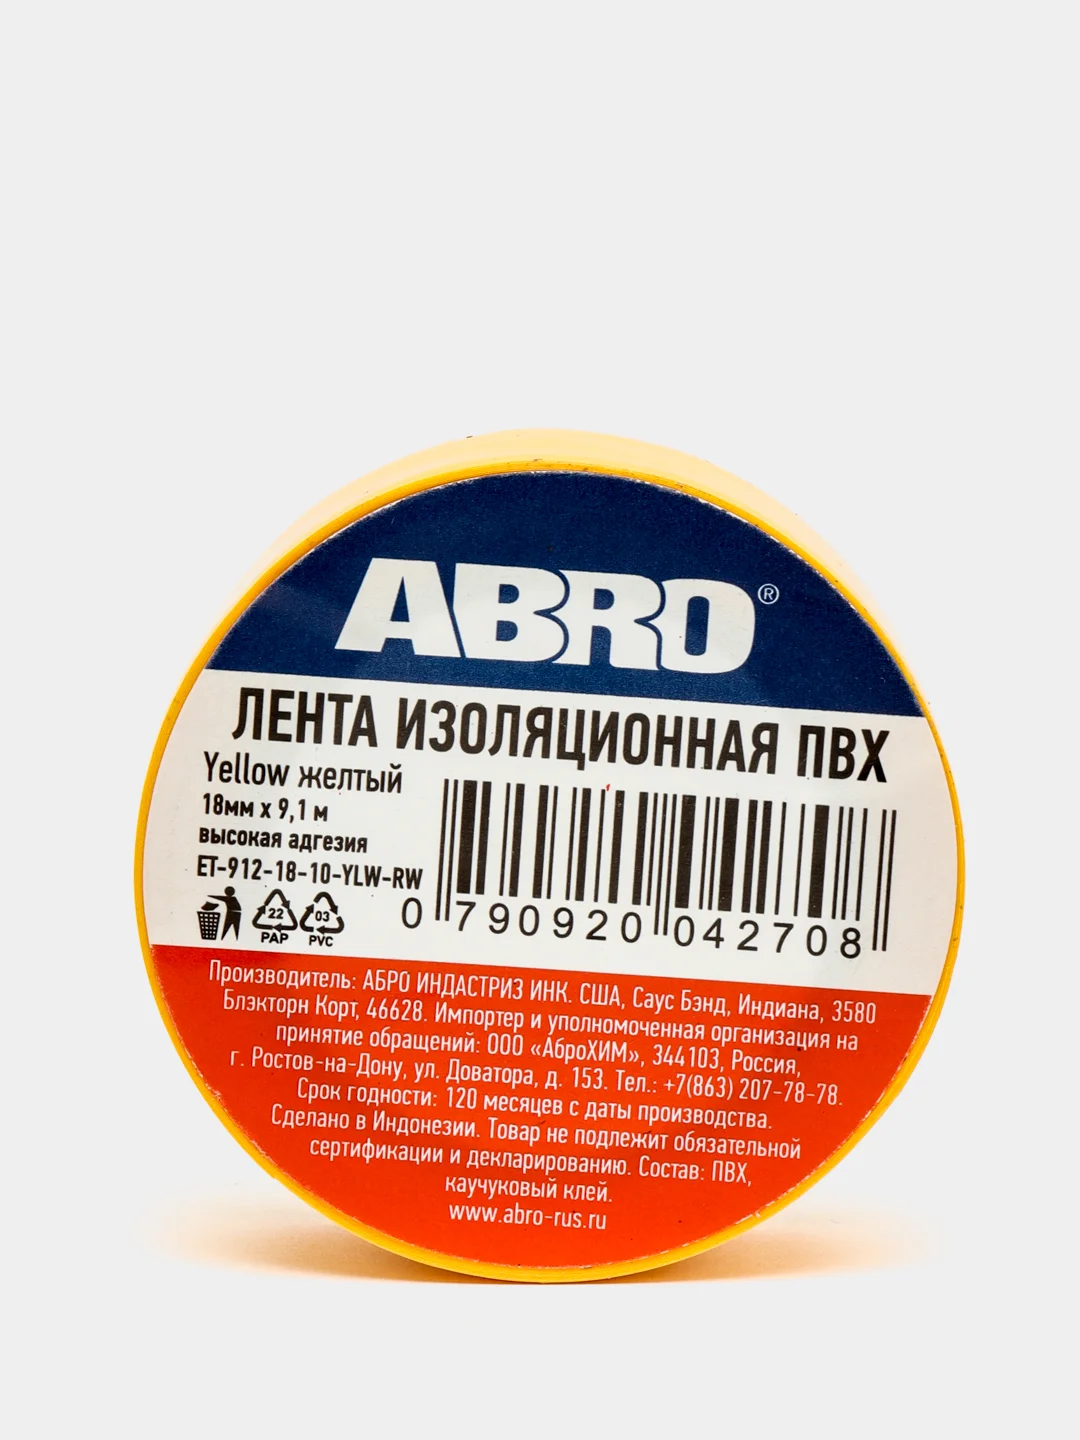 ABRO®
ЛЕНТА ИЗОЛЯЦИОННАЯ ПВХ
Yellow желтый
18мм x 9,1 м
высокая адгезия
ET-912-18-10-YLW-RW
22
PAP
03
PVC
0 790920 042708
Производитель: АБРО ИНДАСТРИЗ ИНК. США, Саус Бэнд, Индиана, 3580
Блэкторн Корт, 46628. Импортер и уполномоченная организация на
принятие обращений: ООО «АброХИМ», 344103, Россия,
г. Ростов-на-Дону, ул. Доватора, д. 153. Тел.: +7(863) 207-78-78.
Срок годности: 120 месяцев с даты производства.
Сделано в Индонезии. Товар не подлежит обязательной
сертификации и декларированию. Состав: ПВХ,
каучуковый клей.
www.abro-rus.ru